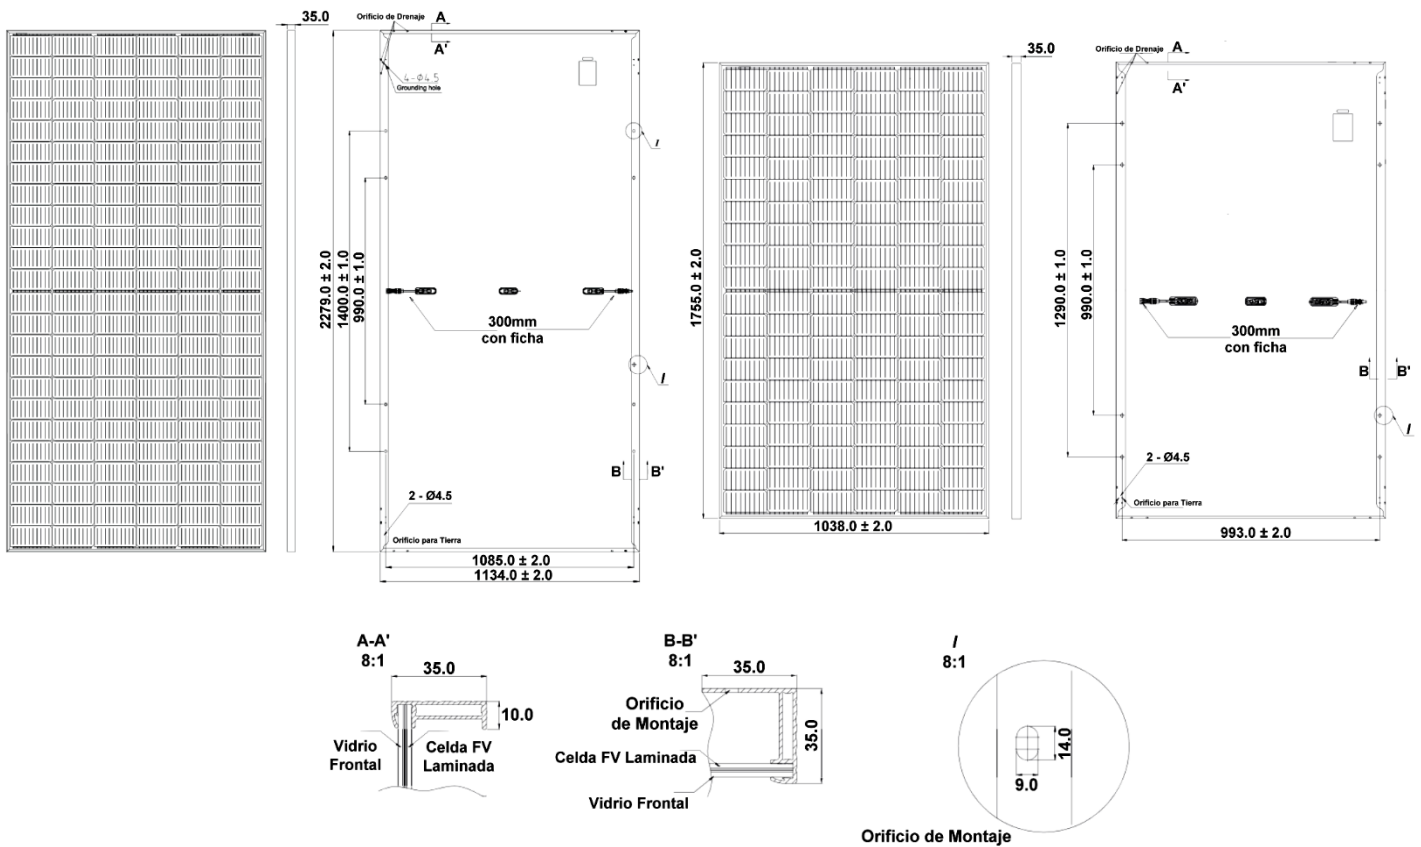 35.0
Orificio de Drenaje
A
A'
4-Ø4.5
Grounding hole
I
2279.0 ± 2.0
1400.0 ± 1.0
990.0 ± 1.0
300mm
con ficha
I
B
B'
2 - Ø4.5
Orificio para Tierra
1085.0 ± 2.0
1134.0 ± 2.0
35.0
1755.0 ± 2.0
1038.0 ± 2.0
Orificio de Drenaje
A
A'
1290.0 ± 1.0
990.0 ± 1.0
300mm
con ficha
B
B'
I
2 - Ø4.5
Orificio para Tierra
993.0 ± 2.0
A-A'
8:1
35.0
10.0
Vidrio
Frontal
Celda FV
Laminada
B-B'
8:1
35.0
Orificio
de Montaje
35.0
Celda FV Laminada
Vidrio Frontal
I
8:1
14.0
9.0
Orificio de Montaje